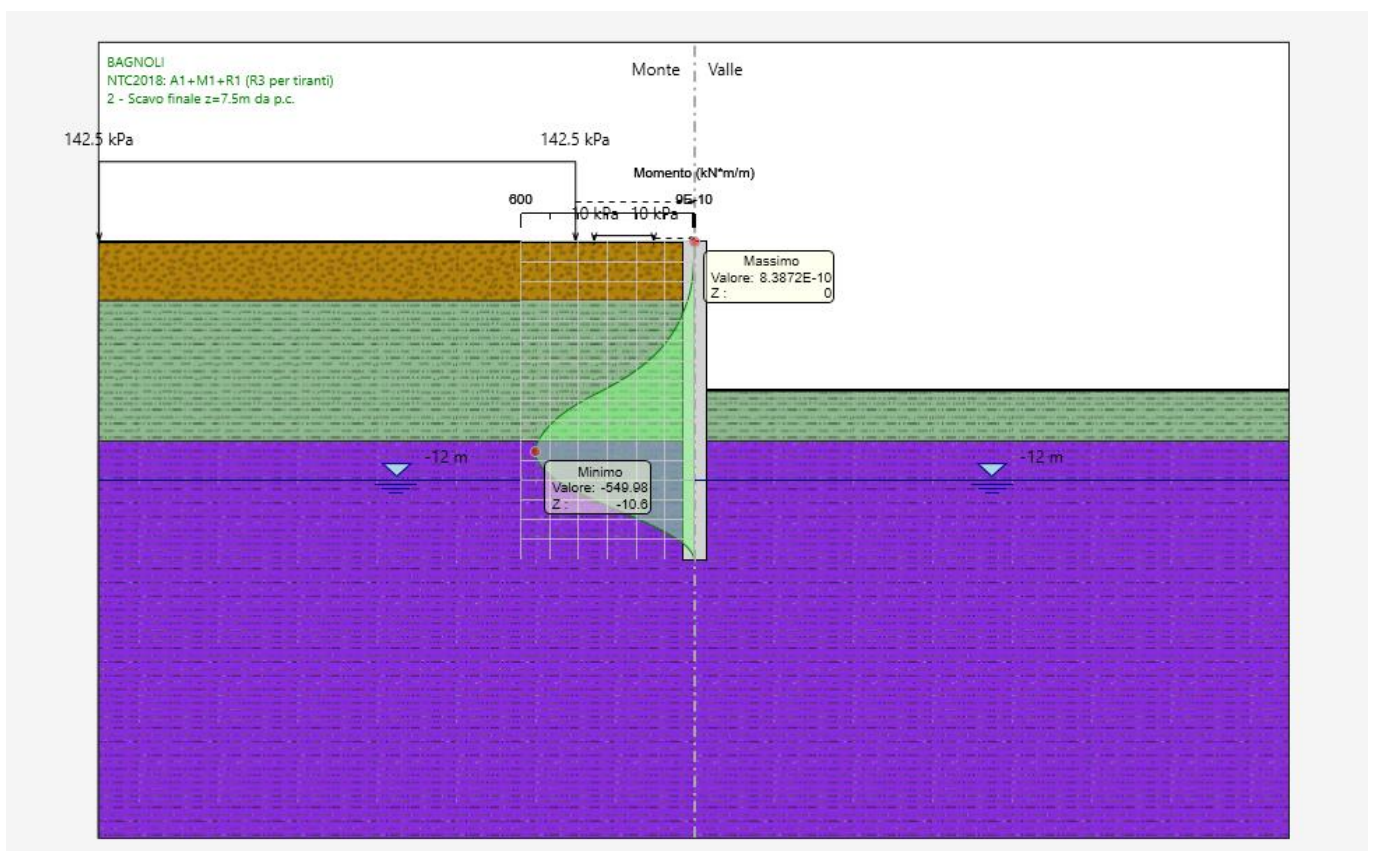 BAGNOLI
NTC2018: A1+M1+R1 (R3 per tiranti)
2 - Scavo finale z=7.5m da p.c.
Monte
Valle
142.5 kPa
142.5 kPa
Momento (kN*m/m)
600
9E-10
10 kPa
10 kPa
Massimo
Valore: 8.3872E-10
Z : 0
-12 m
-12 m
Minimo
Valore: -549.98
Z : -10.6